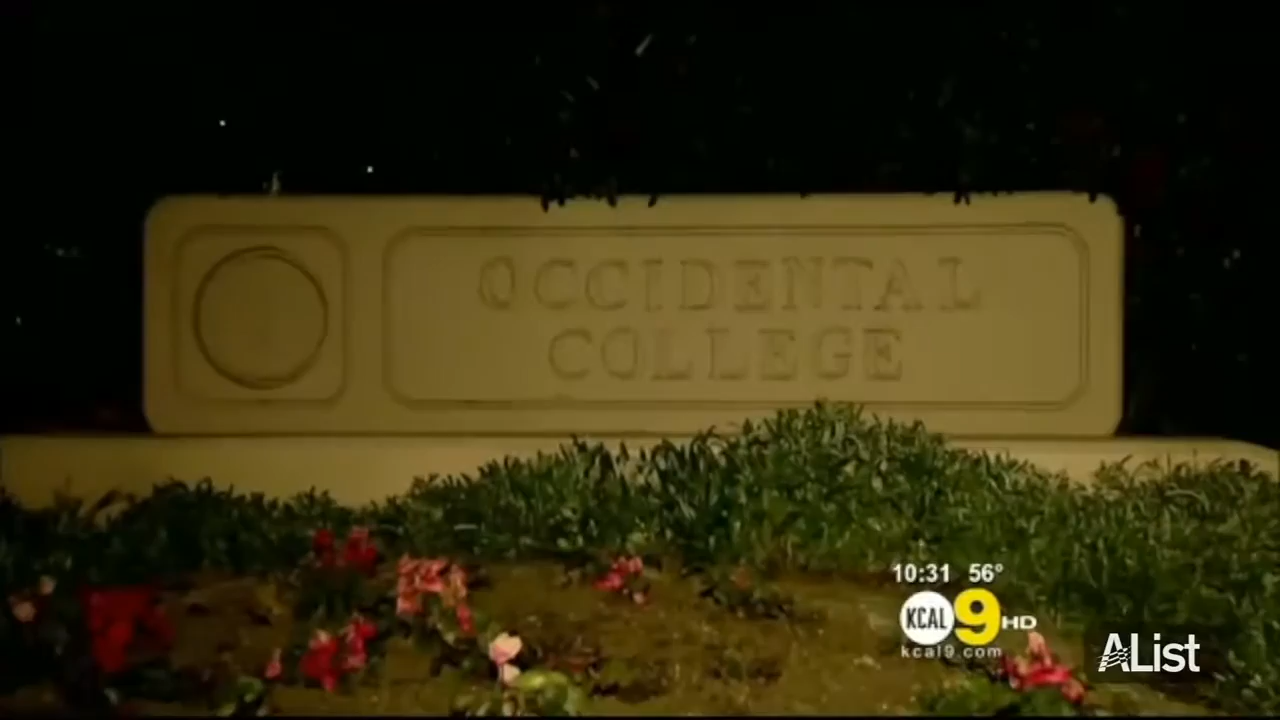 OCCIDENTAL
COLLEGE
10:31 56°
KCAL 9 HD
kcal9.com
AList